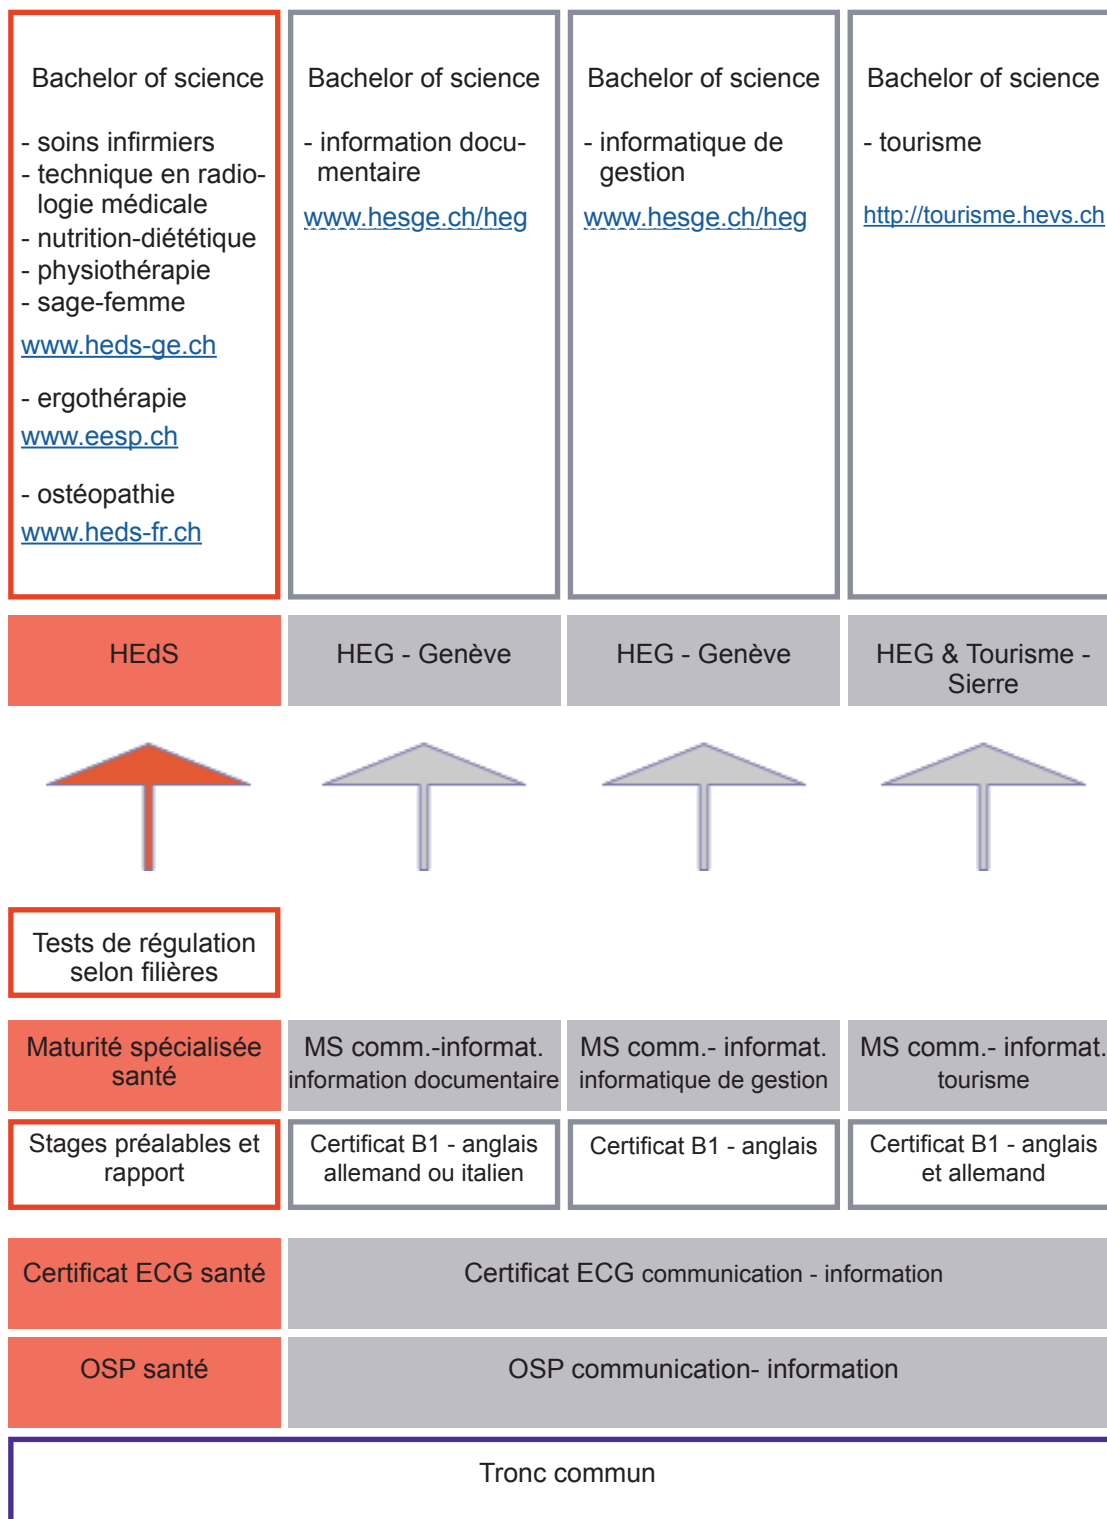 Bachelor of science
- soins infirmiers
- technique en radio-
logie médicale
- nutrition-diététique
- physiothérapie
- sage-femme
www.heds-ge.ch
- ergothérapie
www.eesp.ch
- ostéopathie
www.heds-fr.ch
Bachelor of science
- information docu-
mentaire
www.hesge.ch/heg
Bachelor of science
- informatique de
gestion
www.hesge.ch/heg
Bachelor of science
- tourisme
http://tourisme.hevs.ch
HEdS
HEG - Genève
HEG - Genève
HEG & Tourisme -
Sierre
Tests de régulation
selon filières
Maturité spécialisée
santé
MS comm.-informat.
information documentaire
MS comm.- informat.
informatique de gestion
MS comm.- informat.
tourisme
Stages préalables et
rapport
Certificat B1 - anglais
allemand ou italien
Certificat B1 - anglais
Certificat B1 - anglais
et allemand
Certificat ECG santé
Certificat ECG communication - information
OSP santé
OSP communication- information
Tronc commun